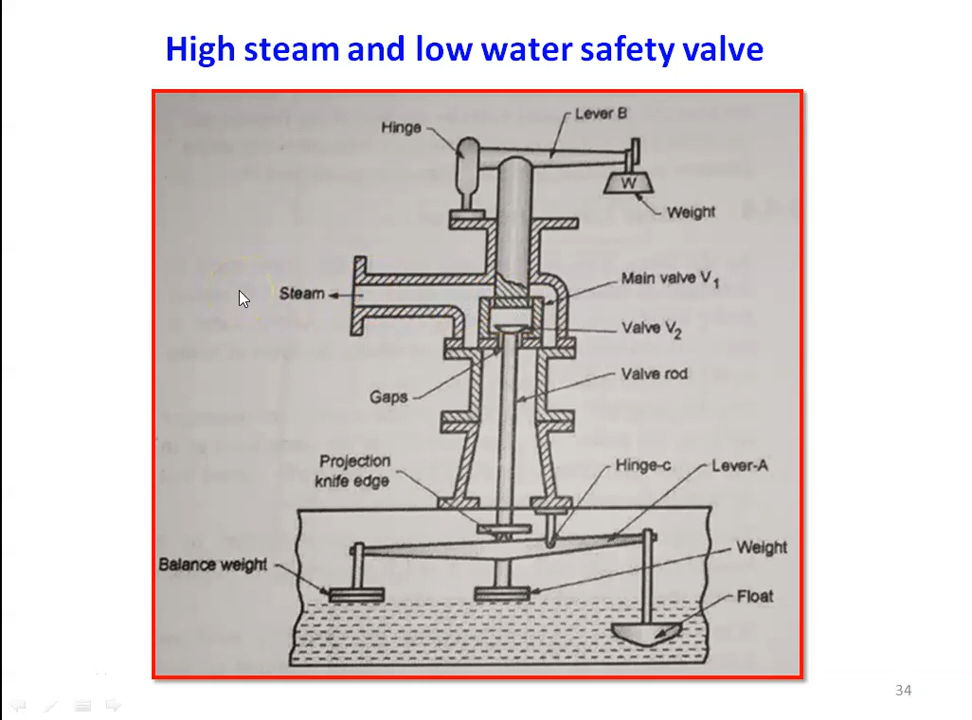 High steam and low water safety valve
Hinge
Lever B
W
Weight
Steam
Main valve V1
Valve V2
Gaps
Valve rod
Projection
knife edge
Hinge-c
Lever-A
Balance weight
Weight
Float
34